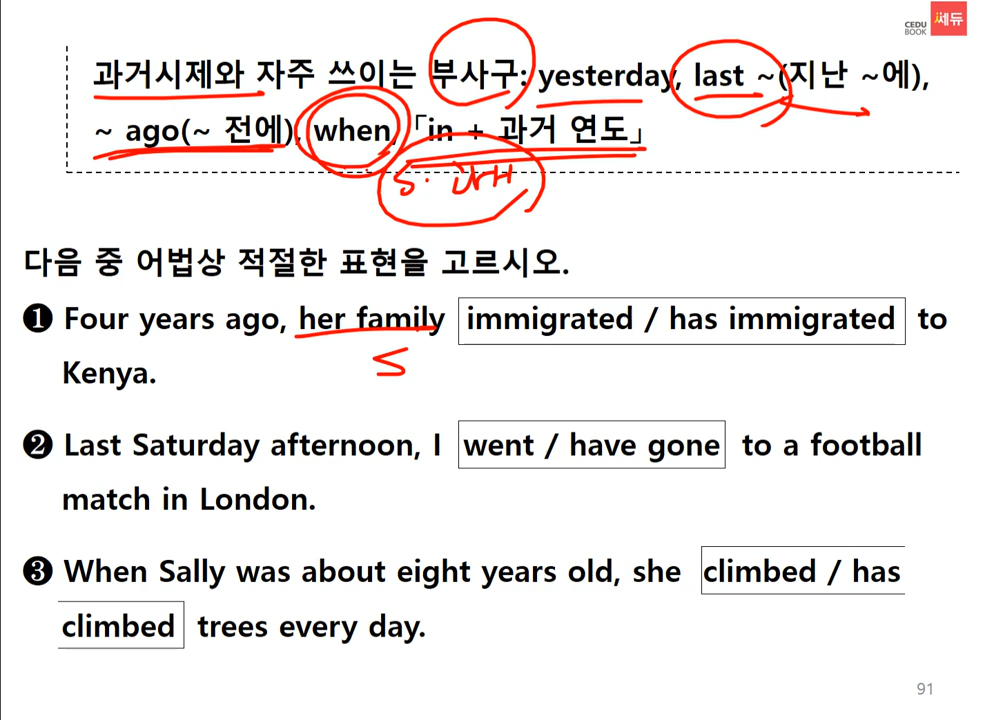 CEDU
BOOK
쎄듀
과거시제와 자주 쓰이는 부사구: yesterday, last ~(지난 ~에),
~ ago(~ 전에), when, 「in + 과거 연도」
다음 중 어법상 적절한 표현을 고르시오.
❶ Four years ago, her family immigrated / has immigrated to
S
Kenya.
❷ Last Saturday afternoon, I went / have gone to a football
match in London.
❸ When Sally was about eight years old, she climbed / has
climbed trees every day.
91